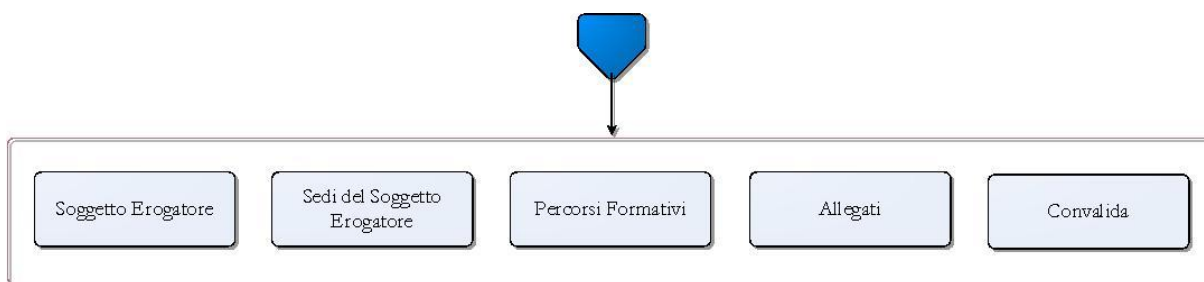 Soggetto Erogatore
Sedi del Soggetto
Erogatore
Percorsi Formativi
Allegati
Convalida